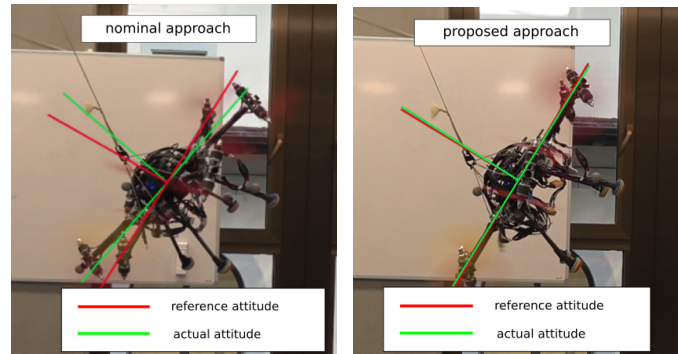 nominal approach
reference attitude
actual attitude
proposed approach
reference attitude
actual attitude